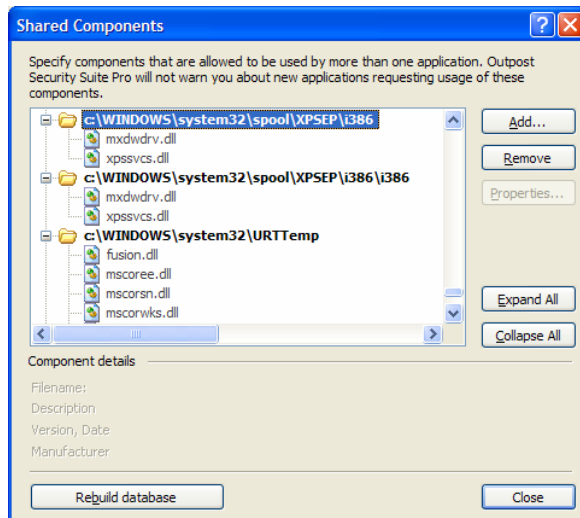 Shared Components
Specify components that are allowed to be used by more than one application. Outpost
Security Suite Pro will not warn you about new applications requesting usage of these
components.
c:\WINDOWS\system32\spool\XPSEP\i386
mxdwdrv.dll
xpssvcs.dll
c:\WINDOWS\system32\spool\XPSEP\i386\i386
mxdwdrv.dll
xpssvcs.dll
c:\WINDOWS\system32\URTTemp
fusion.dll
mscoree.dll
mscorsn.dll
mscorwks.dll
Add...
Remove
Properties...
Expand All
Collapse All
Component details
Filename:
Description
Version, Date
Manufacturer
Rebuild database
Close